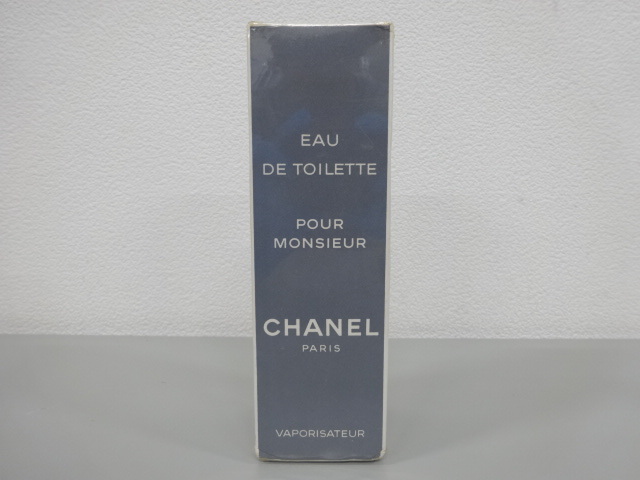 EAU
DE TOILETTE
POUR
MONSIEUR
CHANEL
PARIS
VAPORISATEUR